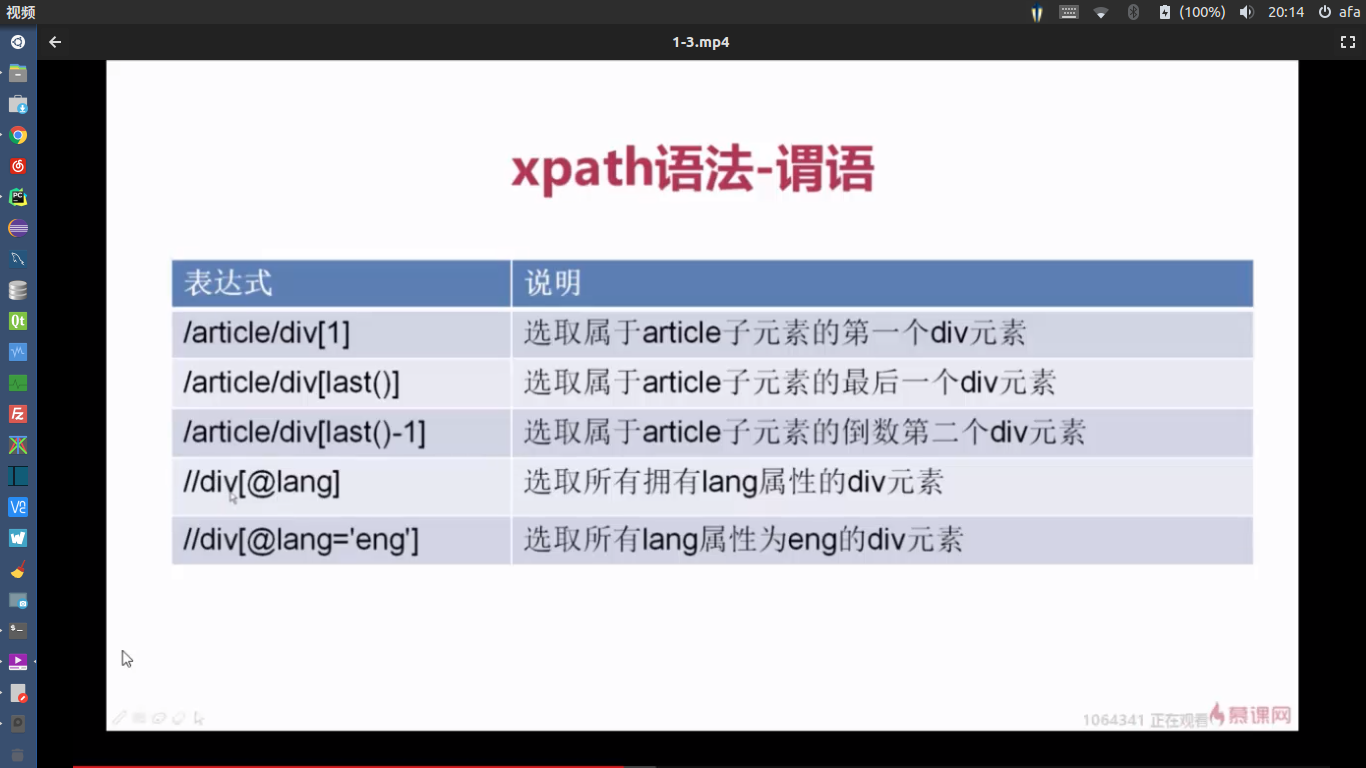 视频
(100%)
20:14
afa
1-3.mp4
xpath语法-谓语
表达式 说明
/article/div[1] 选取属于article子元素的第一个div元素
/article/div[last()] 选取属于article子元素的最后一个div元素
/article/div[last()-1] 选取属于article子元素的倒数第二个div元素
//div[@lang] 选取所有拥有lang属性的div元素
//div[@lang='eng'] 选取所有lang属性为eng的div元素
1064341 正在观看
慕课网